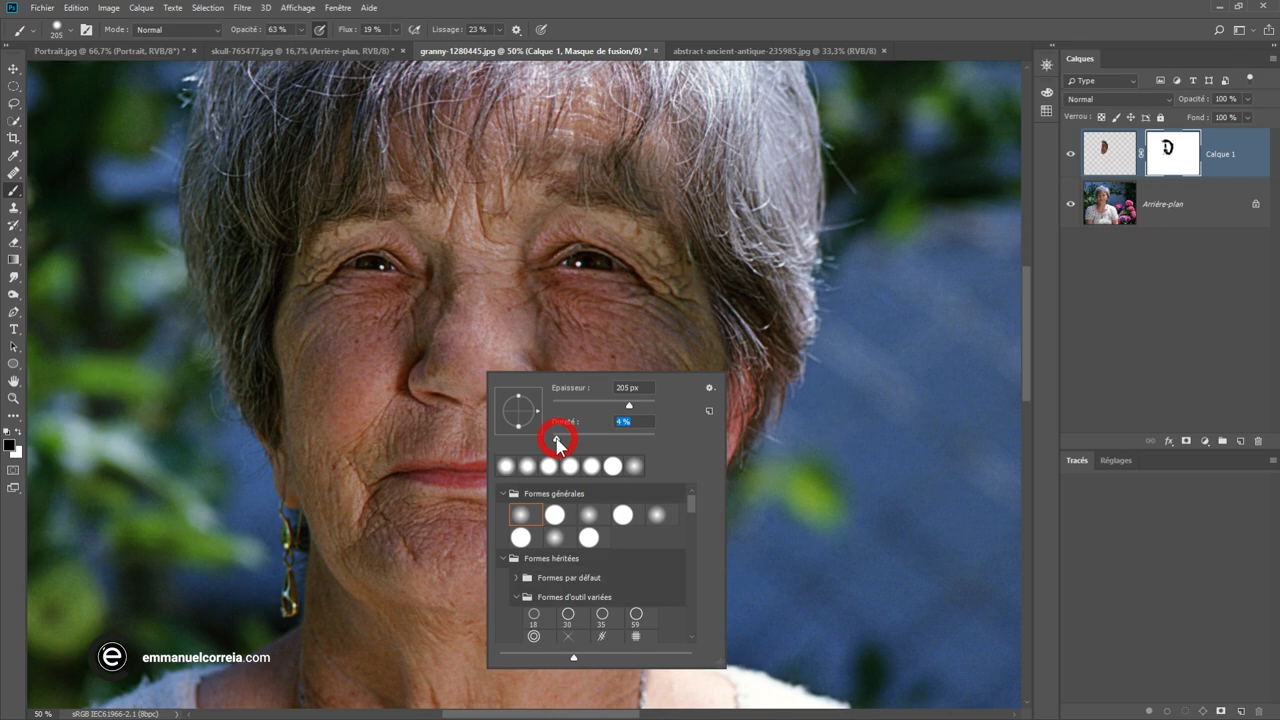 Fichier Edition Image Calque Texte Sélection Filtre 3D Affichage Fenêtre Aide
205 Mode : Normal Opacité : 63 % Flux : 19 % Lissage : 23 %
Portrait.jpg @ 66,7% (Portrait, RVB/8*) * × skull-765477.jpg @ 16,7% (Arrière-plan, RVB/8) * × granny-1280445.jpg @ 50% (Calque 1, Masque de fusion/8) * × abstract-ancient-antique-235985.jpg @ 33,3% (RVB/8) ×
Calques
Type
Normal Opacité : 100 %
Verrou : Fond : 100 %
Calque 1
Arrière-plan
Epaisseur : 205 px
4 %
Formes générales
Formes héritées
Formes par défaut
Formes d'outil variées
18 30 35 59
Tracés Réglages
e emmanuelcorreia.com
50 % sRGB IEC61966-2.1 (8bpc)